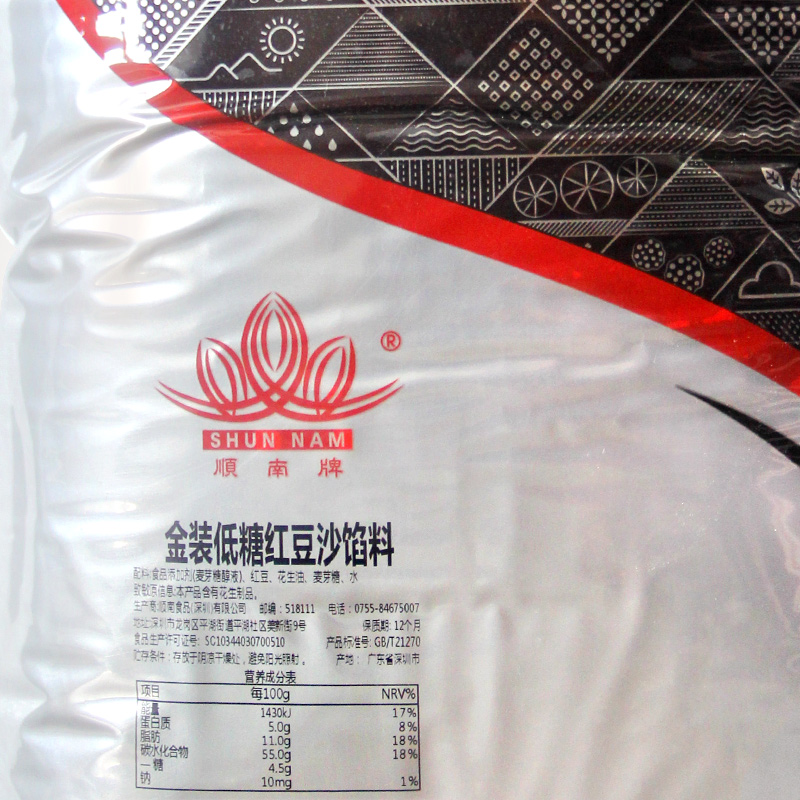 ®
SHUN NAM
順南牌
金装低糖红豆沙馅料
配料:食品添加剂(麦芽糖醇液)、红豆、花生油、麦芽糖、水
致敏原信息:本产品含有花生制品。
生产商:顺南食品(深圳)有限公司 邮编:518111 电话:0755-84675007
地址:深圳市龙岗区平湖街道平湖社区美新街9号 保质期:12个月
食品生产许可证号: SC10344030700510 产品标准号: GB/T21270
贮存条件:存放于阴凉干燥处,避免阳光照射。 产地: 广东省深圳市
营养成分表
项目 每100g NRV%
能量 1430kJ 17%
蛋白质 5.0g 8%
脂肪 11.0g 18%
碳水化合物 55.0g 18%
一 糖 4.5g
钠 10mg 1%